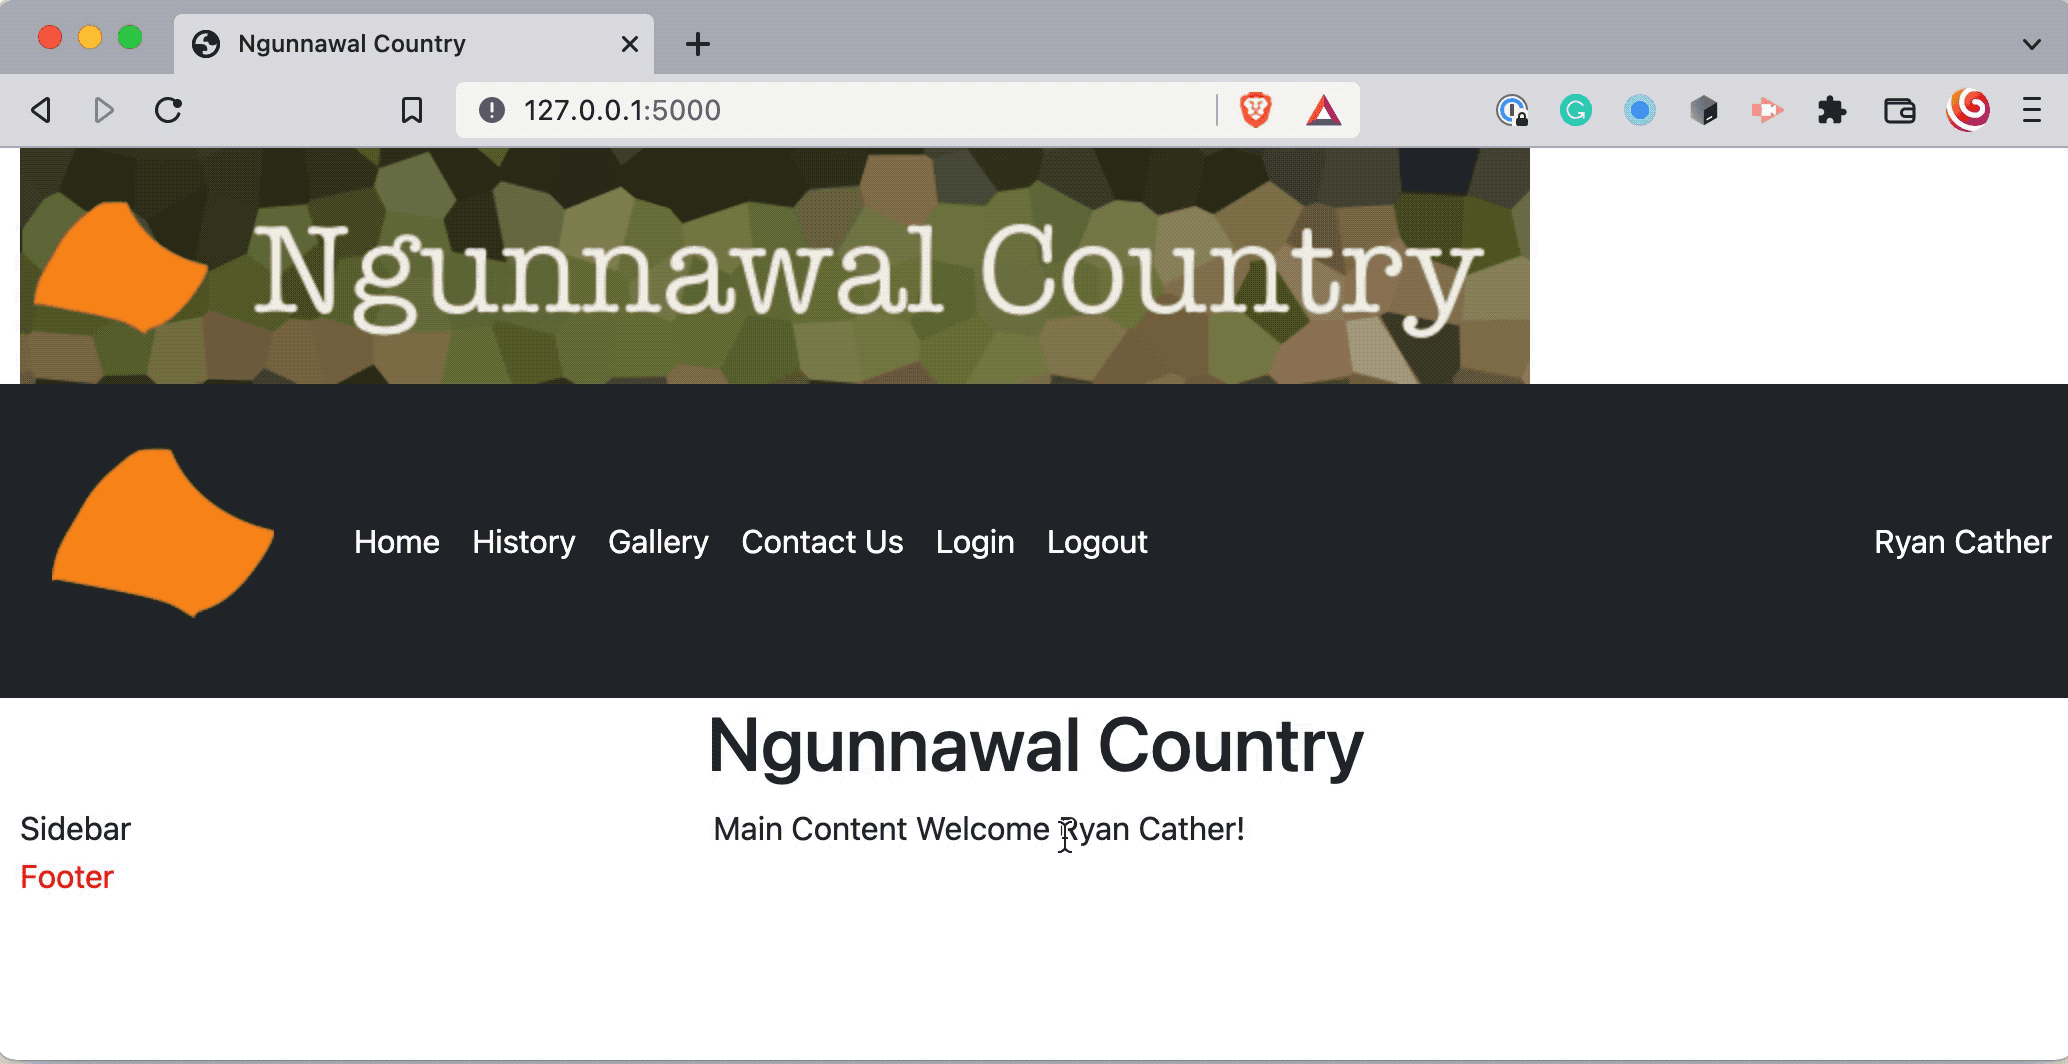 Ngunnawal Country
127.0.0.1:5000
Ngunnawal Country
Home History Gallery Contact Us Login Logout Ryan Cather
Ngunnawal Country
Sidebar Main Content Welcome Ryan Cather!
Footer